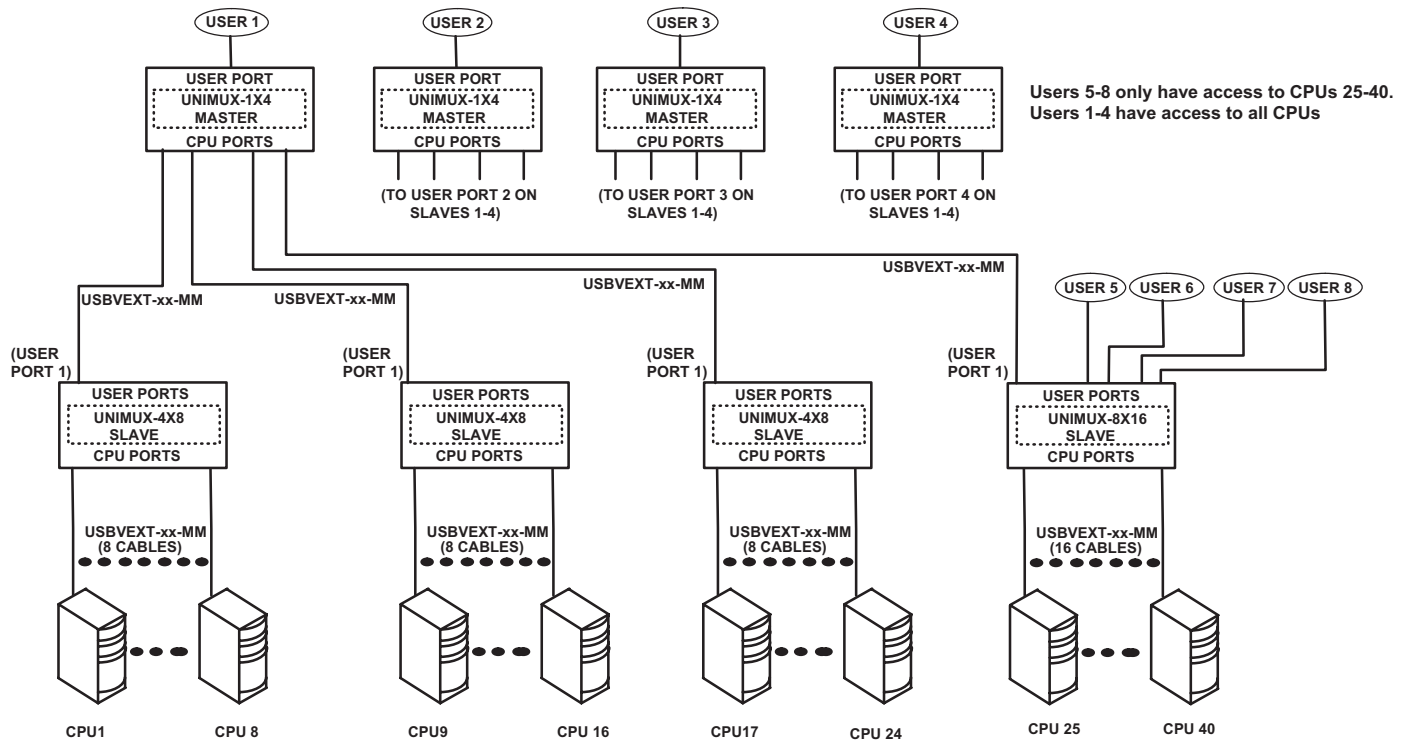 USER 1
USER 2
USER 3
USER 4
USER PORT
UNIMUX-1X4
MASTER
CPU PORTS
USER PORT
UNIMUX-1X4
MASTER
CPU PORTS
USER PORT
UNIMUX-1X4
MASTER
CPU PORTS
USER PORT
UNIMUX-1X4
MASTER
CPU PORTS
Users 5-8 only have access to CPUs 25-40.
Users 1-4 have access to all CPUs
(TO USER PORT 2 ON
SLAVES 1-4)
(TO USER PORT 3 ON
SLAVES 1-4)
(TO USER PORT 4 ON
SLAVES 1-4)
USBVEXT-xx-MM
USBVEXT-xx-MM
USBVEXT-xx-MM
USBVEXT-xx-MM
USER 5
USER 6
USER 7
USER 8
(USER
PORT 1)
(USER
PORT 1)
(USER
PORT 1)
(USER
PORT 1)
USER PORTS
UNIMUX-4X8
SLAVE
CPU PORTS
USER PORTS
UNIMUX-4X8
SLAVE
CPU PORTS
USER PORTS
UNIMUX-4X8
SLAVE
CPU PORTS
USER PORTS
UNIMUX-8X16
SLAVE
CPU PORTS
USBVEXT-xx-MM
(8 CABLES)
USBVEXT-xx-MM
(8 CABLES)
USBVEXT-xx-MM
(8 CABLES)
USBVEXT-xx-MM
(16 CABLES)
CPU1
CPU 8
CPU9
CPU 16
CPU17
CPU 24
CPU 25
CPU 40